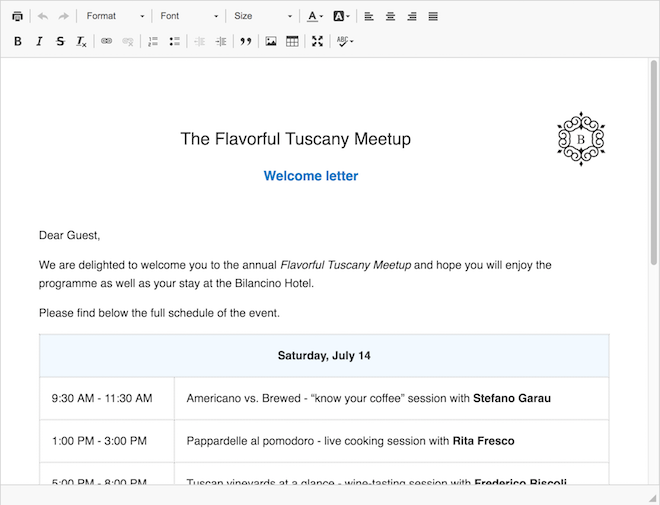 Format Font Size A A
B I S Tx ABC
B
The Flavorful Tuscany Meetup
Welcome letter
Dear Guest,
We are delighted to welcome you to the annual Flavorful Tuscany Meetup and hope you will enjoy the
programme as well as your stay at the Bilancino Hotel.
Please find below the full schedule of the event.
Saturday, July 14
9:30 AM - 11:30 AM Americano vs. Brewed - “know your coffee” session with Stefano Garau
1:00 PM - 3:00 PM Pappardelle al pomodoro - live cooking session with Rita Fresco
5:00 PM - 8:00 PM Tuscan vineyards at a glance - wine-tasting session with Frederico Riscoli